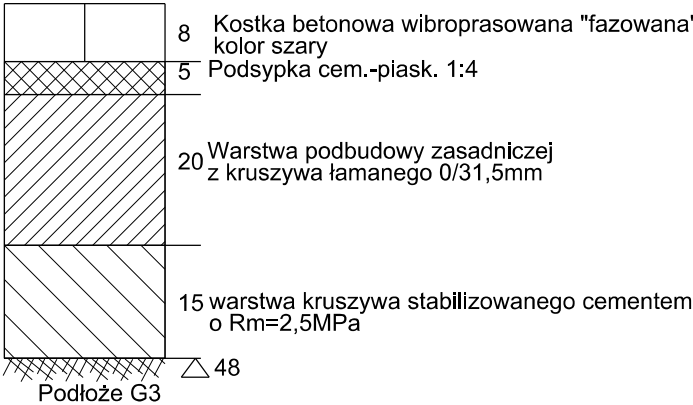 8 Kostka betonowa wibroprasowana "fazowana"
kolor szary
5 Podsypka cem.-piask. 1:4
20 Warstwa podbudowy zasadniczej
z kruszywa łamanego 0/31,5mm
15 warstwa kruszywa stabilizowanego cementem
o Rm=2,5MPa
48
Podłoże G3